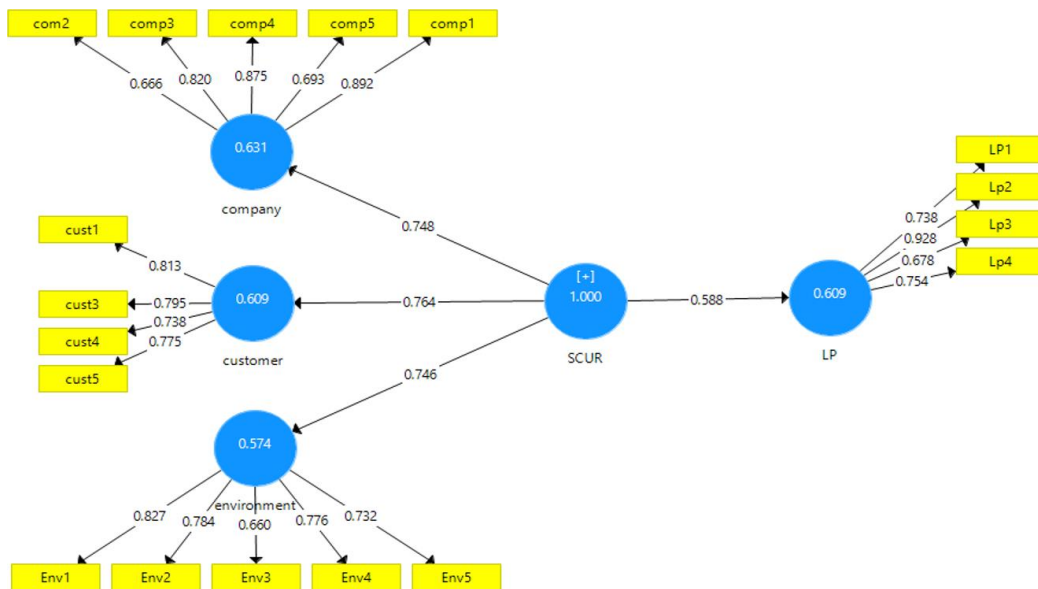 com2 comp3 comp4 comp5 comp1
0.666 0.820 0.875 0.693 0.892
0.631
company
LP1
Lp2
Lp3
Lp4
0.738
0.928
0.678
0.754
0.748
cust1
cust3
cust4
cust5
0.813
0.795
0.738
0.775
0.609
customer
0.764
[+]
1.000
SCUR
0.588
0.609
LP
0.746
0.574
environment
0.827 0.784 0.660 0.776 0.732
Env1 Env2 Env3 Env4 Env5